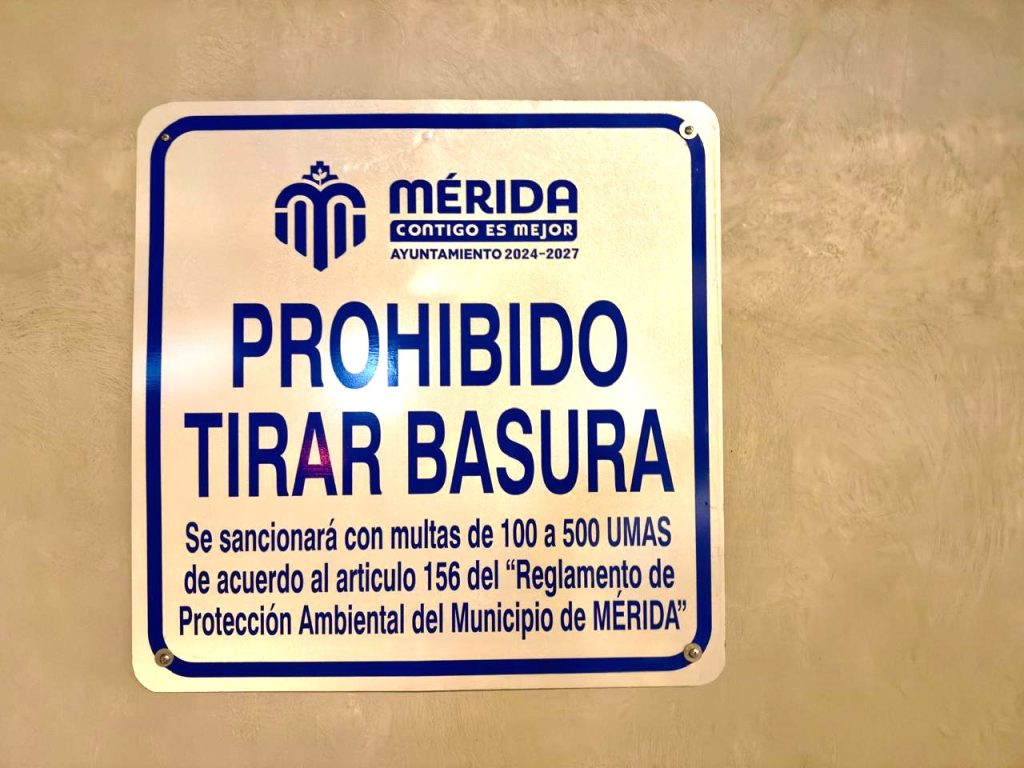 MÉRIDA
CONTIGO ES MEJOR
AYUNTAMIENTO 2024-2027
PROHIBIDO
TIRAR BASURA
Se sancionará con multas de 100 a 500 UMAS
de acuerdo al articulo 156 del “Reglamento de
Protección Ambiental del Municipio de MÉRIDA”